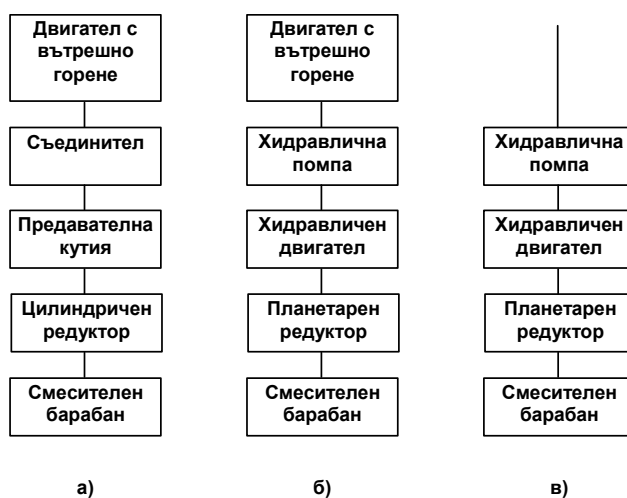 Двигател с
вътрешно
горене
Съединител
Предавателна
кутия
Цилиндричен
редуктор
Смесителен
барабан
а)
Двигател с
вътрешно
горене
Хидравлична
помпа
Хидравличен
двигател
Планетарен
редуктор
Смесителен
барабан
б)
Хидравлична
помпа
Хидравличен
двигател
Планетарен
редуктор
Смесителен
барабан
в)